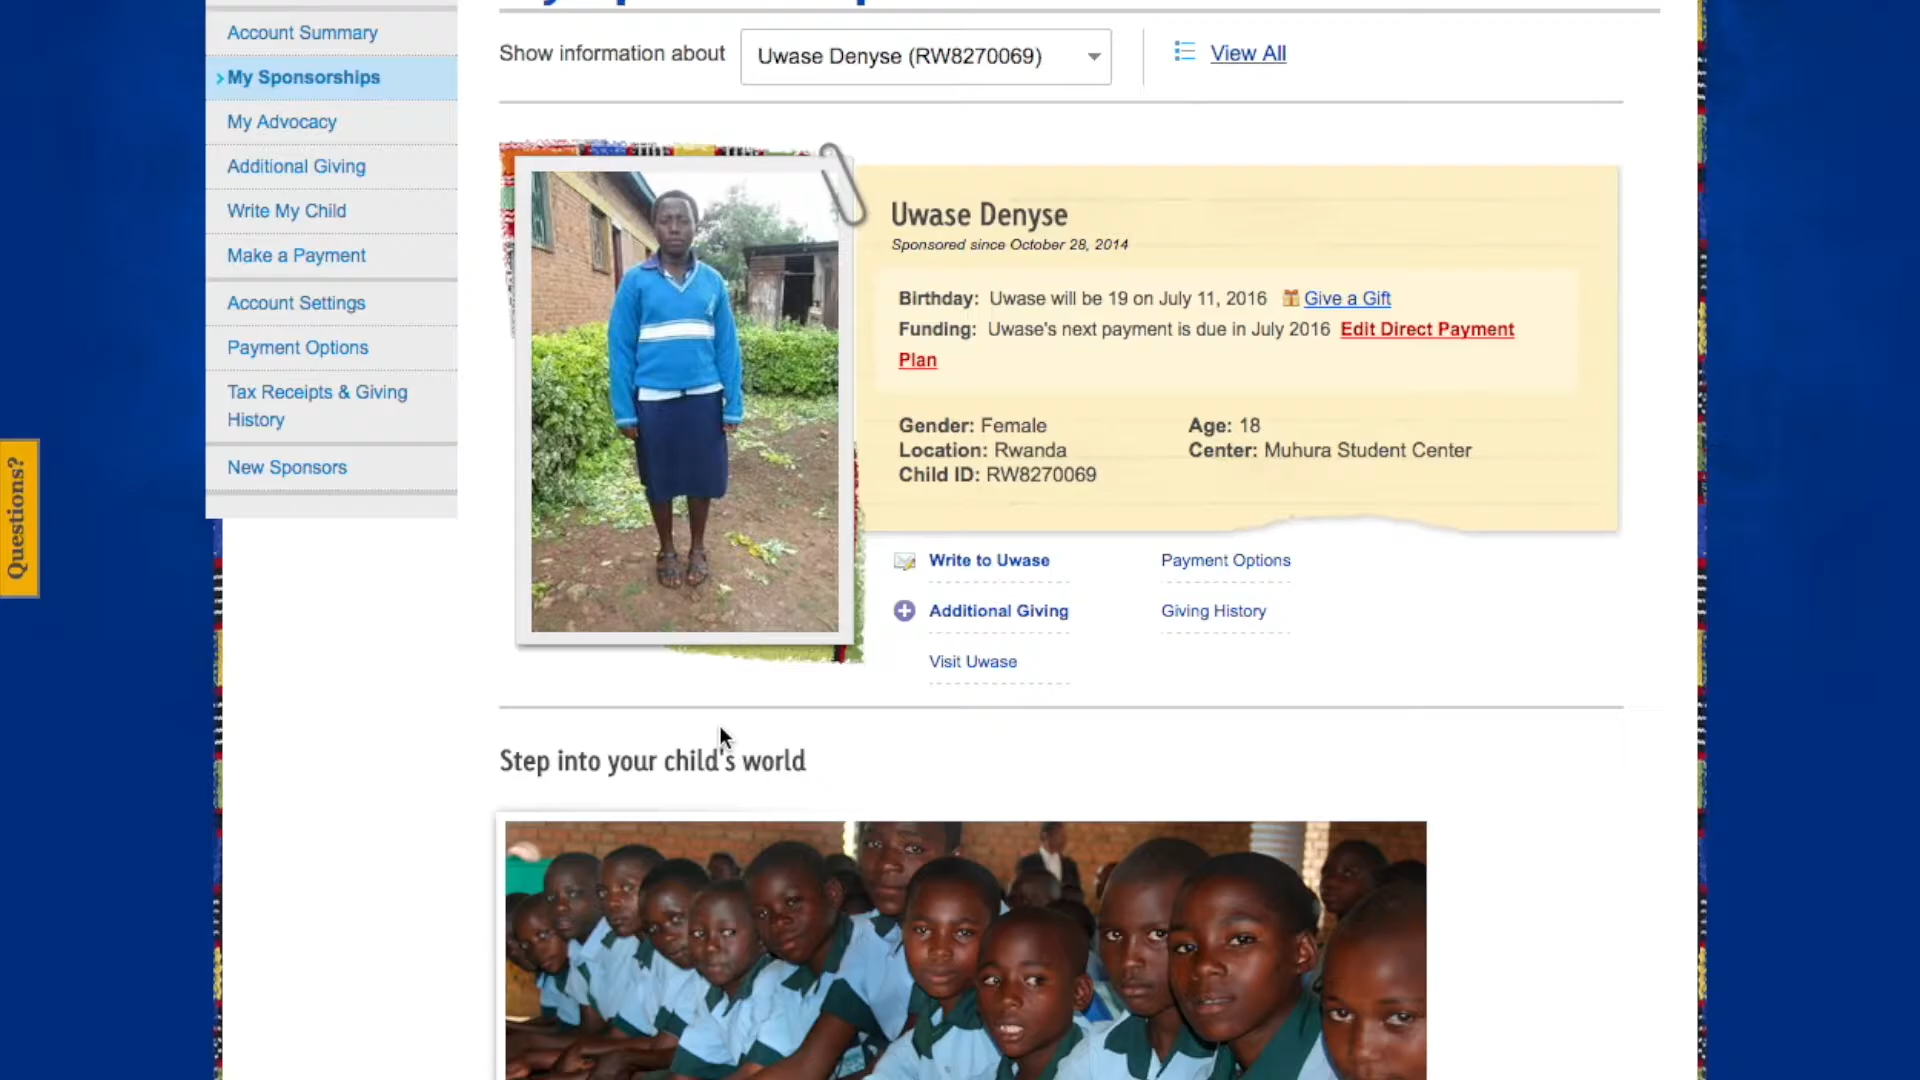 Account Summary
My Sponsorships
My Advocacy
Additional Giving
Write My Child
Make a Payment
Account Settings
Payment Options
Tax Receipts & Giving
History
New Sponsors
Questions?
Show information about
Uwase Denyse (RW8270069)
View All
Uwase Denyse
Sponsored since October 28, 2014
Birthday: Uwase will be 19 on July 11, 2016 Give a Gift
Funding: Uwase's next payment is due in July 2016 Edit Direct Payment
Plan
Gender: Female
Age: 18
Location: Rwanda
Center: Muhura Student Center
Child ID: RW8270069
Write to Uwase
Payment Options
Additional Giving
Giving History
Visit Uwase
Step into your child's world